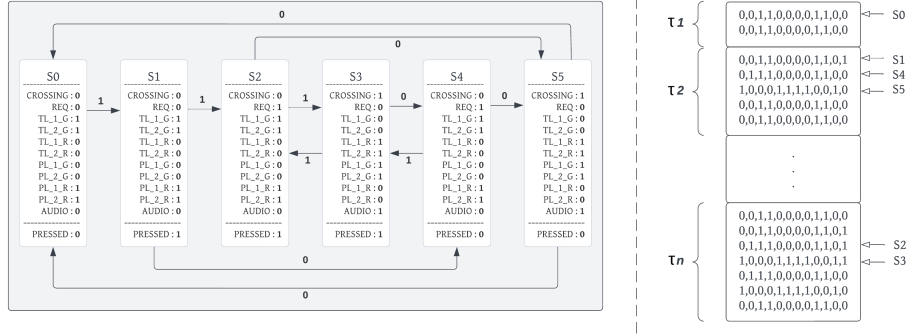 0
0
S0
CROSSING : 0
REQ : 0
TL_1_G : 1
TL_2_G : 1
TL_1_R : 0
TL_2_R : 0
PL_1_G : 0
PL_2_G : 0
PL_1_R : 1
PL_2_R : 1
AUDIO : 0
PRESSED : 0
1
S1
CROSSING : 0
REQ : 0
TL_1_G : 1
TL_2_G : 1
TL_1_R : 0
TL_2_R : 0
PL_1_G : 0
PL_2_G : 0
PL_1_R : 1
PL_2_R : 1
AUDIO : 0
PRESSED : 1
1
S2
CROSSING : 0
REQ : 1
TL_1_G : 1
TL_2_G : 1
TL_1_R : 0
TL_2_R : 0
PL_1_G : 0
PL_2_G : 0
PL_1_R : 1
PL_2_R : 1
AUDIO : 0
PRESSED : 1
1
1
S3
CROSSING : 1
REQ : 0
TL_1_G : 0
TL_2_G : 0
TL_1_R : 1
TL_2_R : 1
PL_1_G : 1
PL_2_G : 1
PL_1_R : 0
PL_2_R : 0
AUDIO : 1
PRESSED : 1
0
1
S4
CROSSING : 0
REQ : 1
TL_1_G : 1
TL_2_G : 1
TL_1_R : 0
TL_2_R : 0
PL_1_G : 0
PL_2_G : 0
PL_1_R : 1
PL_2_R : 1
AUDIO : 0
PRESSED : 0
0
S5
CROSSING : 1
REQ : 0
TL_1_G : 0
TL_2_G : 0
TL_1_R : 1
TL_2_R : 1
PL_1_G : 1
PL_2_G : 1
PL_1_R : 0
PL_2_R : 0
AUDIO : 1
PRESSED : 0
0
0
τ1
0,0,1,1,0,0,0,0,1,1,0,0 S0
0,0,1,1,0,0,0,0,1,1,0,0
τ2
0,0,1,1,0,0,0,0,1,1,0,1 S1
0,1,1,1,0,0,0,0,1,1,0,0 S4
1,0,0,0,1,1,1,1,0,0,1,0 S5
0,0,1,1,0,0,0,0,1,1,0,0
0,0,1,1,0,0,0,0,1,1,0,0
.
.
.
τn
0,0,1,1,0,0,0,0,1,1,0,0
0,0,1,1,0,0,0,0,1,1,0,1
0,1,1,1,0,0,0,0,1,1,0,1 S2
1,0,0,0,1,1,1,1,0,0,1,1 S3
0,1,1,1,0,0,0,0,1,1,0,0
1,0,0,0,1,1,1,1,0,0,1,0
0,0,1,1,0,0,0,0,1,1,0,0